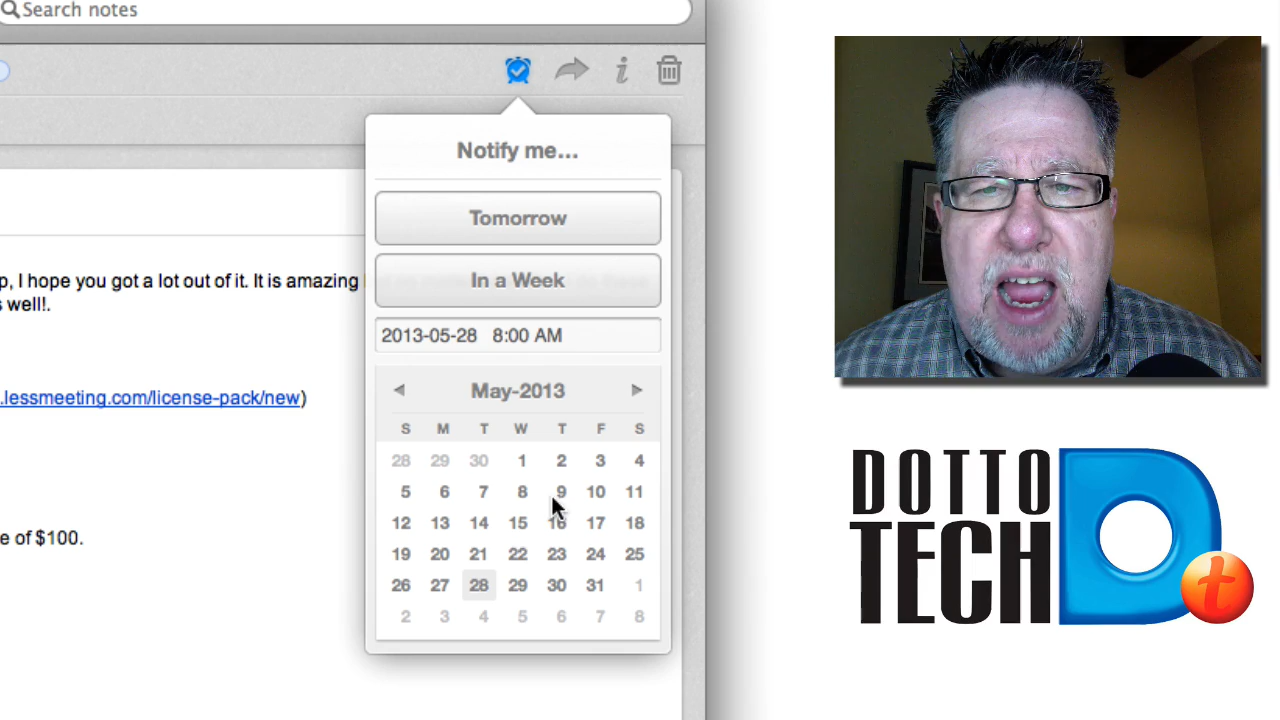 Search notes
Notify me...
Tomorrow
In a Week
p, I hope you got a lot out of it. It is amazing
s well!.
2013-05-28 8:00 AM
.lessmeeting.com/license-pack/new)
May-2013
S M T W T F S
28 29 30 1 2 3 4
5 6 7 8 9 10 11
12 13 14 15 16 17 18
19 20 21 22 23 24 25
26 27 28 29 30 31 1
2 3 4 5 6 7 8
e of $100.
DOTTO
TECH
D
t